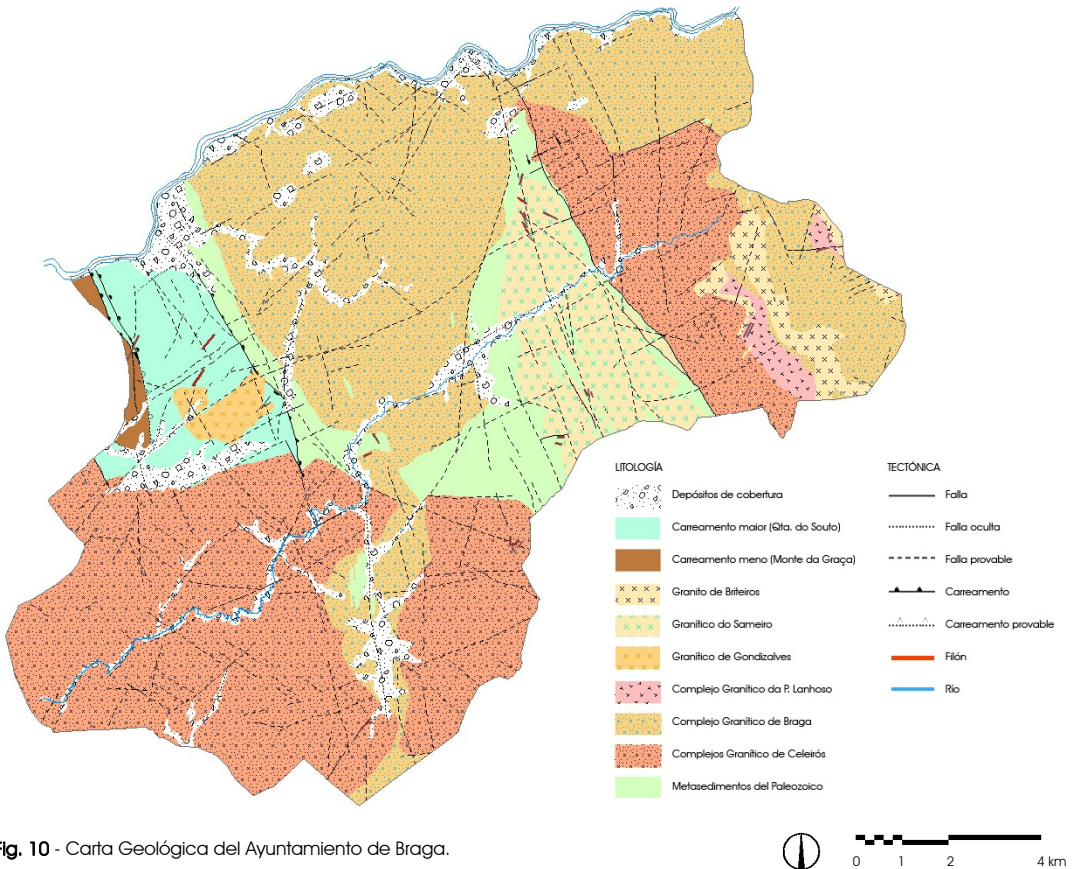 LITOLOGÍA
Depósitos de cobertura
Carreamento maior (Qta. do Souto)
Carreamento meno (Monte da Graça)
Granito de Briteiros
Granítico do Sameiro
Granítico de Gondizalves
Complejo Granítico da P. Lanhoso
Complejo Granítico de Braga
Complejos Granítico de Celeirós
Metasedimentos del Paleozoico
TECTÓNICA
Falla
Falla oculta
Falla provable
Carreamento
Carreamento provable
Filón
Río
Fig. 10 - Carta Geológica del Ayuntamiento de Braga.
0 1 2 4 km